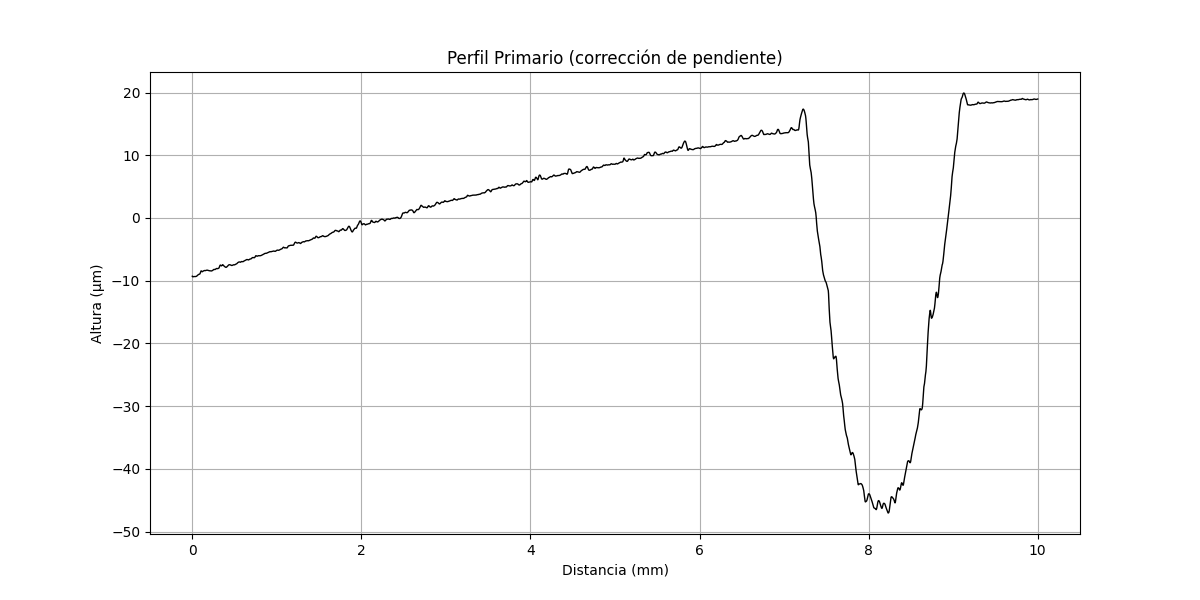 Perfil Primario (corrección de pendiente)
Altura (µm)
20
10
0
−10
−20
−30
−40
−50
0 2 4 6 8 10
Distancia (mm)